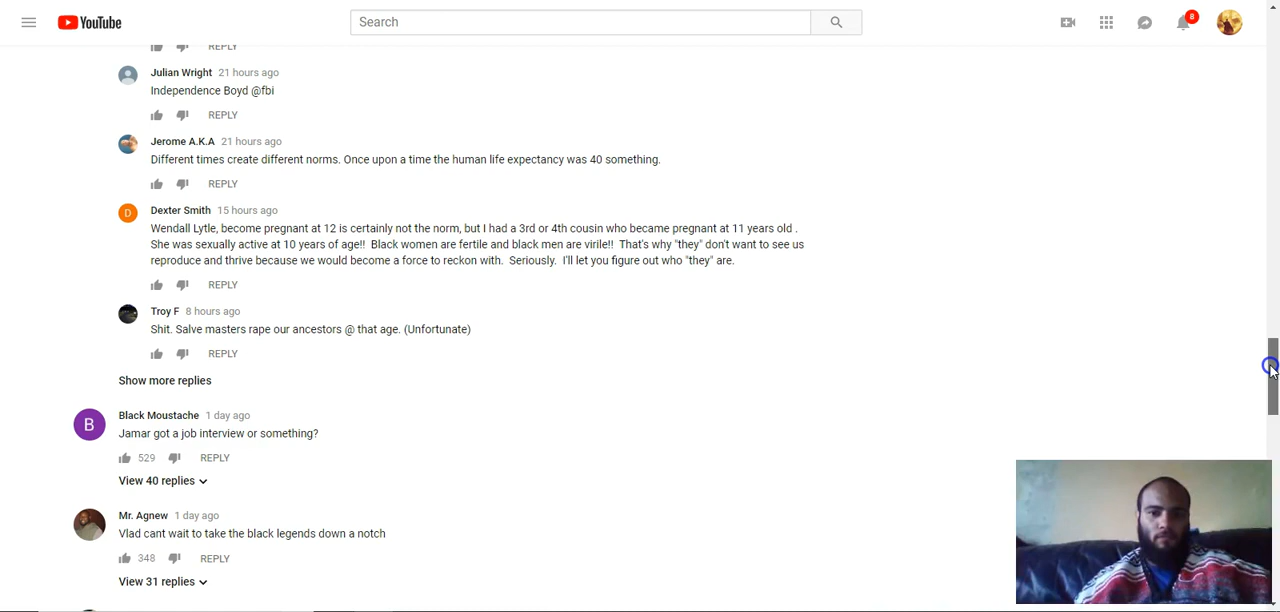 YouTube
Search
8
REPLY
Julian Wright 21 hours ago
Independence Boyd @fbi
REPLY
Jerome A.K.A 21 hours ago
Different times create different norms. Once upon a time the human life expectancy was 40 something.
REPLY
D
Dexter Smith 15 hours ago
Wendall Lytle, become pregnant at 12 is certainly not the norm, but I had a 3rd or 4th cousin who became pregnant at 11 years old .
She was sexually active at 10 years of age!! Black women are fertile and black men are virile!! That's why "they" don't want to see us
reproduce and thrive because we would become a force to reckon with. Seriously. I'll let you figure out who "they" are.
REPLY
Troy F 8 hours ago
Shit. Salve masters rape our ancestors @ that age. (Unfortunate)
REPLY
Show more replies
B
Black Moustache 1 day ago
Jamar got a job interview or something?
529 REPLY
View 40 replies
Mr. Agnew 1 day ago
Vlad cant wait to take the black legends down a notch
348 REPLY
View 31 replies